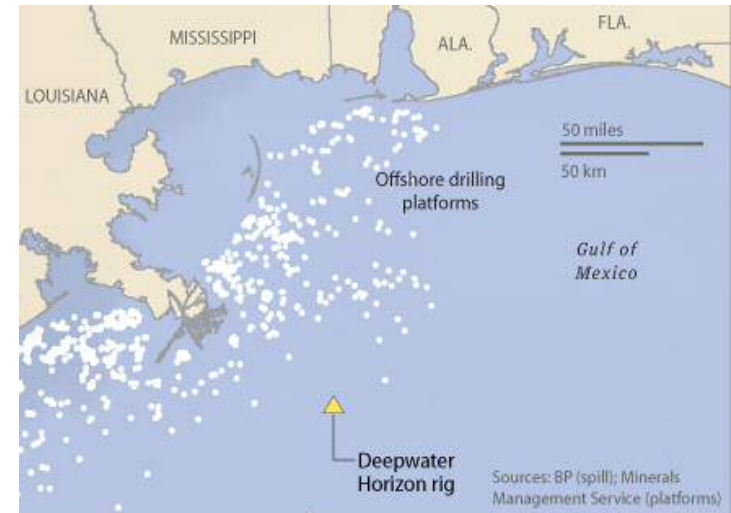 FLA.
MISSISSIPPI
ALA.
LOUISIANA
50 miles
50 km
Offshore drilling
platforms
Gulf of
Mexico
Deepwater
Horizon rig
Sources: BP (spill); Minerals
Management Service (platforms)